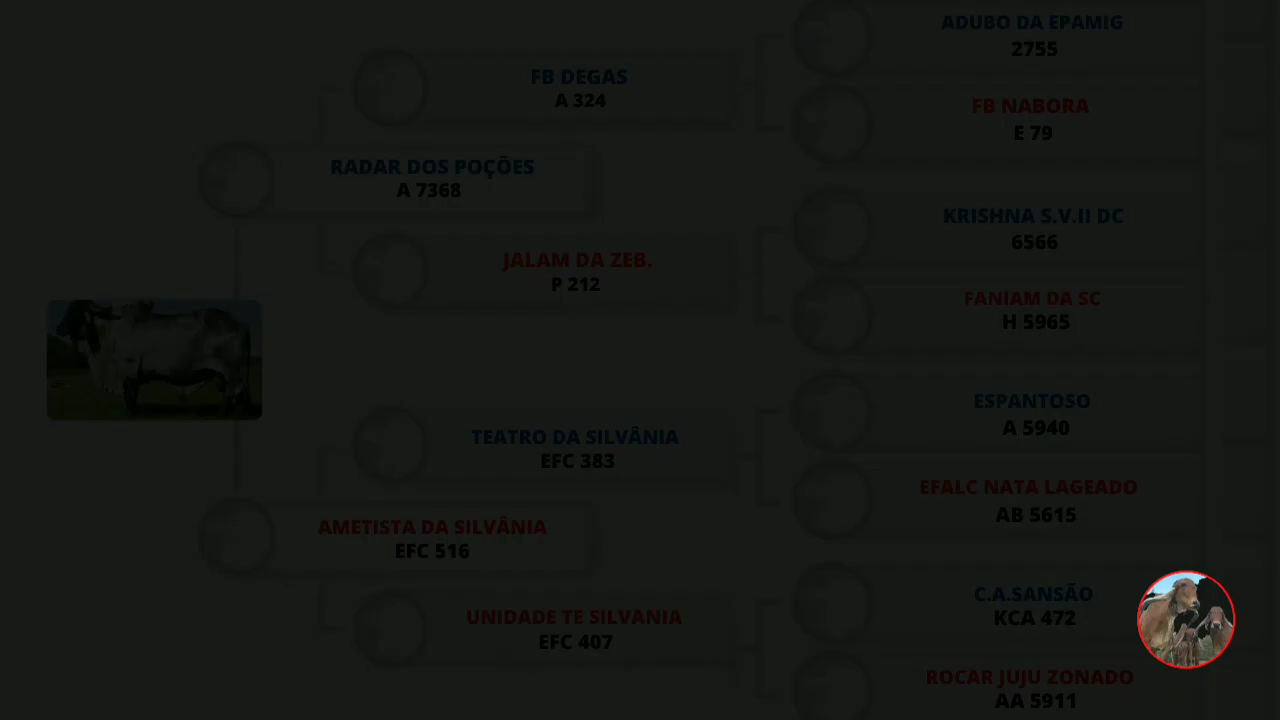 ADUBO DA EPAMIG
2755
FB DEGAS
A 324
FB NABORA
E 79
RADAR DOS POÇÕES
A 7368
KRISHNA S.V.II DC
6566
JALAM DA ZEB.
P 212
FANIAM DA SC
H 5965
ESPANTOSO
A 5940
TEATRO DA SILVÂNIA
EFC 383
EFALC NATA LAGEADO
AB 5615
AMETISTA DA SILVÂNIA
EFC 516
C.A.SANSÃO
KCA 472
UNIDADE TE SILVANIA
EFC 407
ROCAR JUJU ZONADO
AA 5911